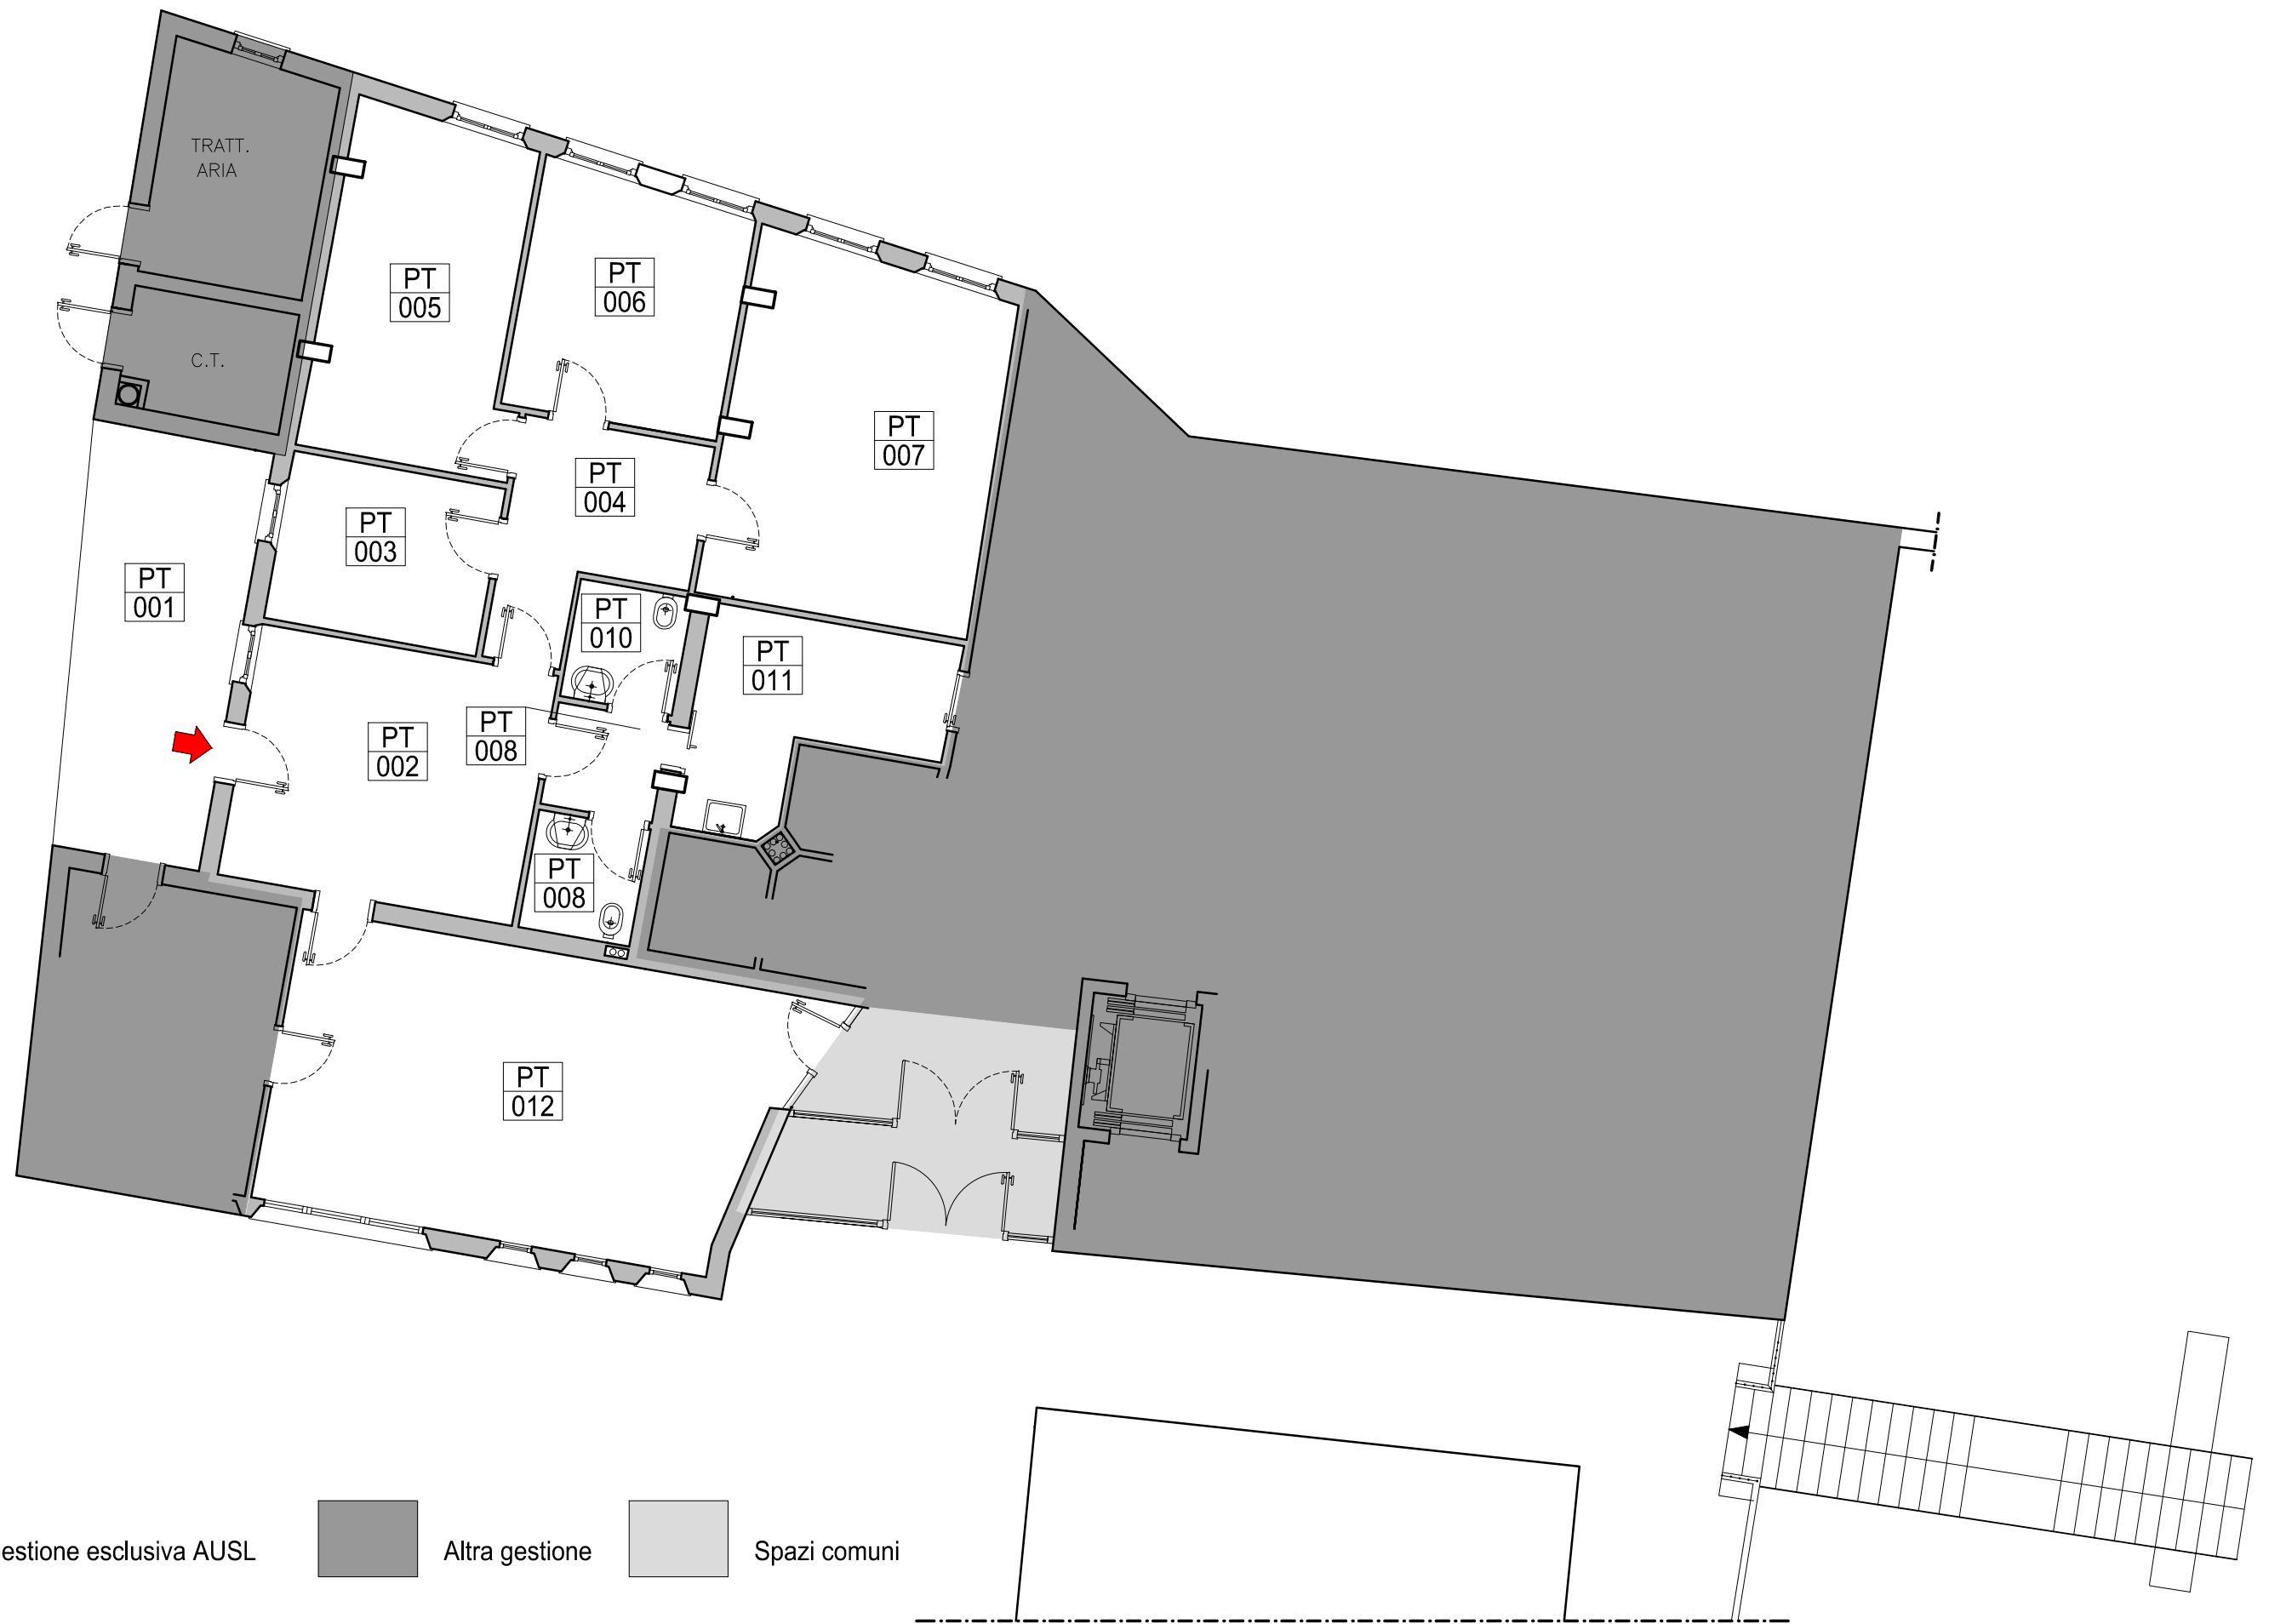 TRATT.
ARIA
C.T.
PT
005
PT
006
PT
007
PT
004
PT
003
PT
001
PT
010
PT
011
PT
008
PT
002
PT
008
PT
012
estione esclusiva AUSL
Altra gestione
Spazi comuni